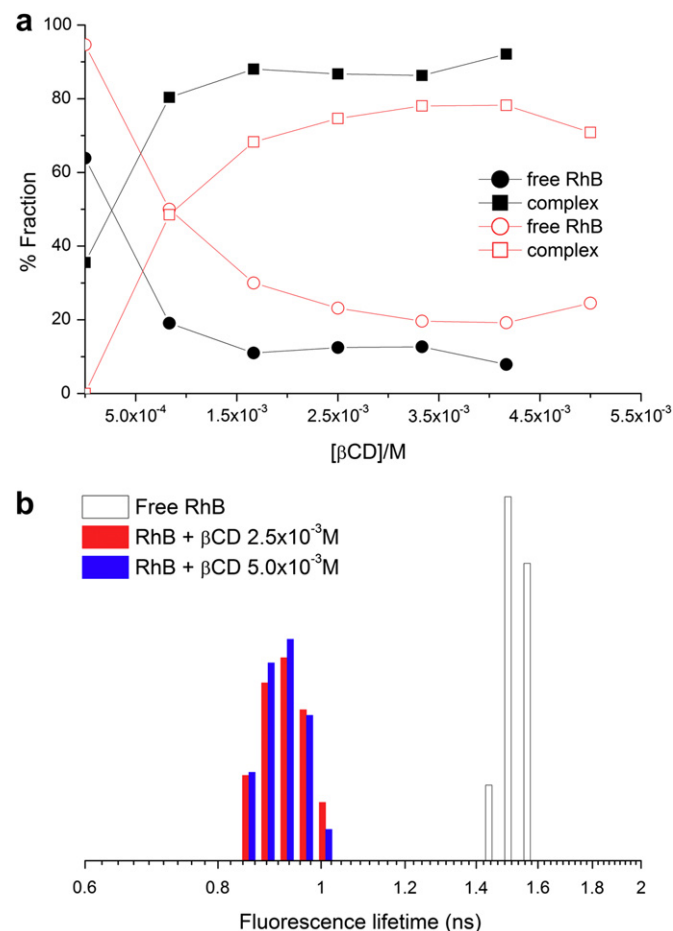 a
100
80
60
40
20
0
% Fraction
free RhB
complex
free RhB
complex
5.0x10⁻⁴ 1.5x10⁻³ 2.5x10⁻³ 3.5x10⁻³ 4.5x10⁻³ 5.5x10⁻³
[βCD]/M
b
Free RhB
RhB + βCD 2.5x10⁻³M
RhB + βCD 5.0x10⁻³M
0.6 0.8 1 1.2 1.4 1.6 1.8 2
Fluorescence lifetime (ns)